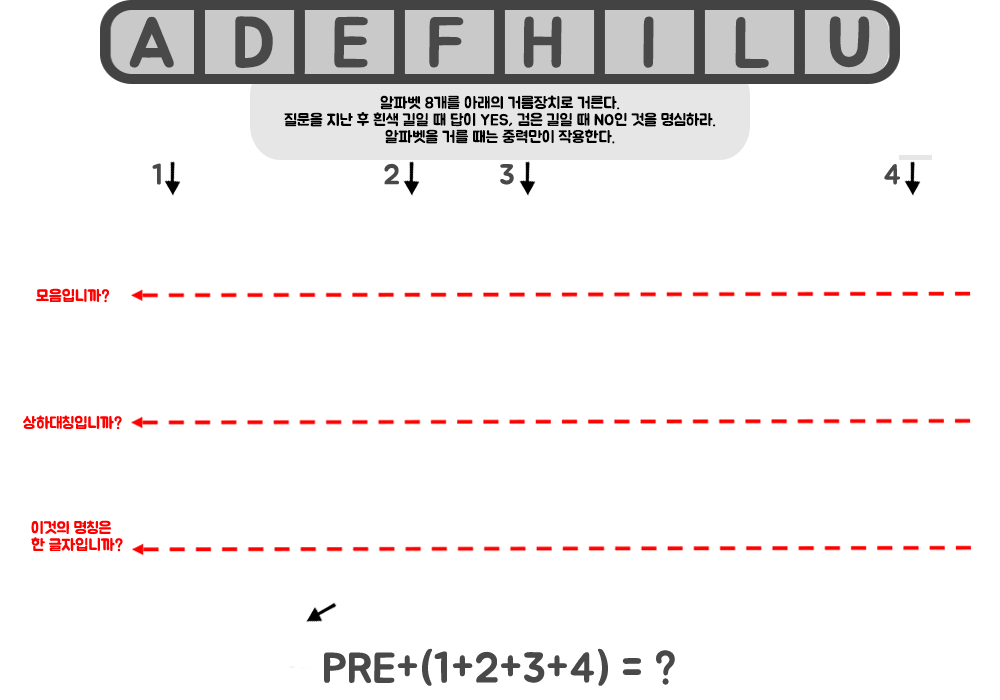 A D E F H I L U
알파벳 8개를 아래의 거름장치로 거른다.
질문을 지난 후 흰색 길일 때 답이 YES, 검은 길일 때 NO인 것을 명심하라.
알파벳을 거를 때는 중력만이 작용한다.
1 2 3 4
모음입니까?
상하대칭입니까?
이것의 명칭은
한 글자입니까?
PRE+(1+2+3+4) = ?